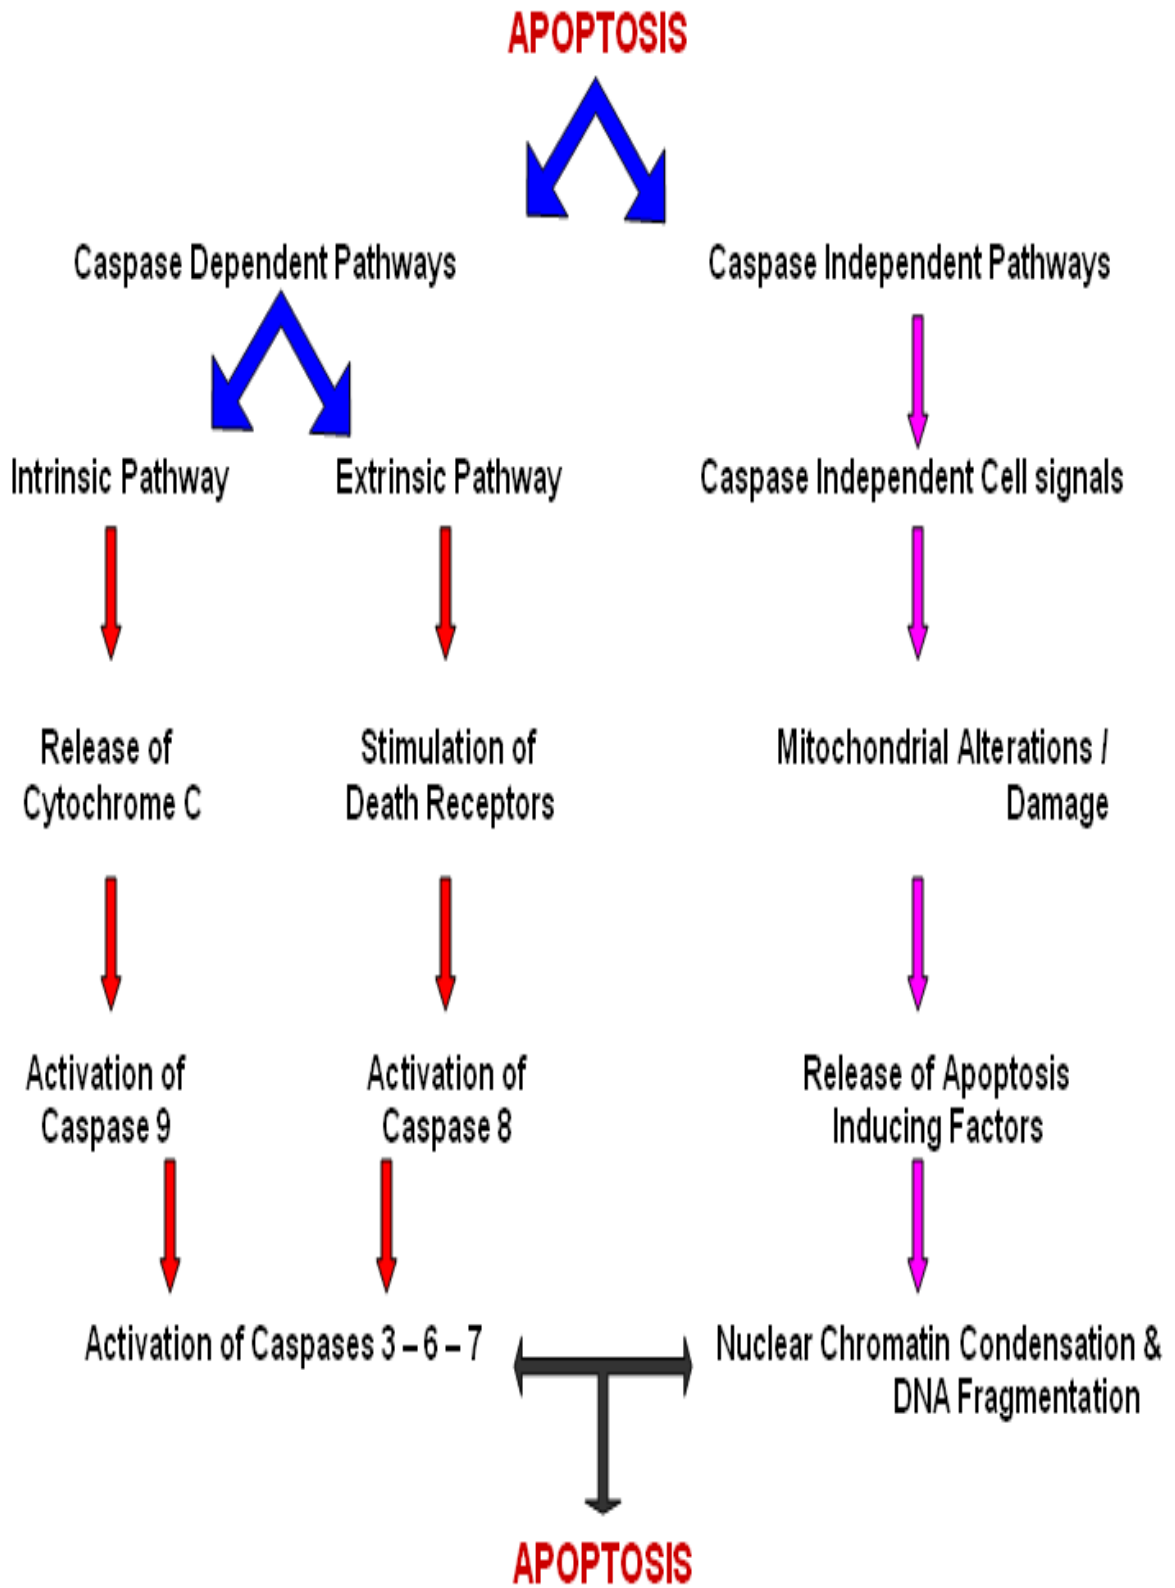 APOPTOSIS
Caspase Dependent Pathways
Caspase Independent Pathways
Intrinsic Pathway
Extrinsic Pathway
Caspase Independent Cell signals
Release of
Cytochrome C
Stimulation of
Death Receptors
Mitochondrial Alterations /
Damage
Activation of
Caspase 9
Activation of
Caspase 8
Release of Apoptosis
Inducing Factors
Activation of Caspases 3 – 6 – 7
Nuclear Chromatin Condensation &
DNA Fragmentation
APOPTOSIS